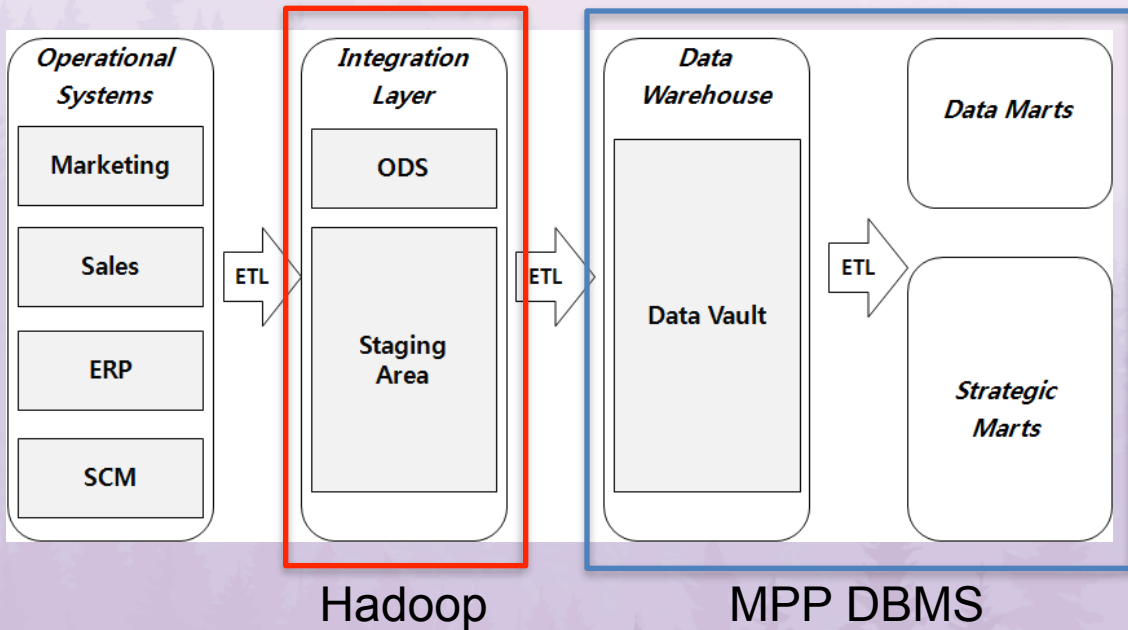 Operational
Systems
Marketing
Sales
ERP
SCM
ETL
Integration
Layer
ODS
Staging
Area
ETL
Data
Warehouse
Data Vault
ETL
Data Marts
Strategic
Marts
Hadoop
MPP DBMS